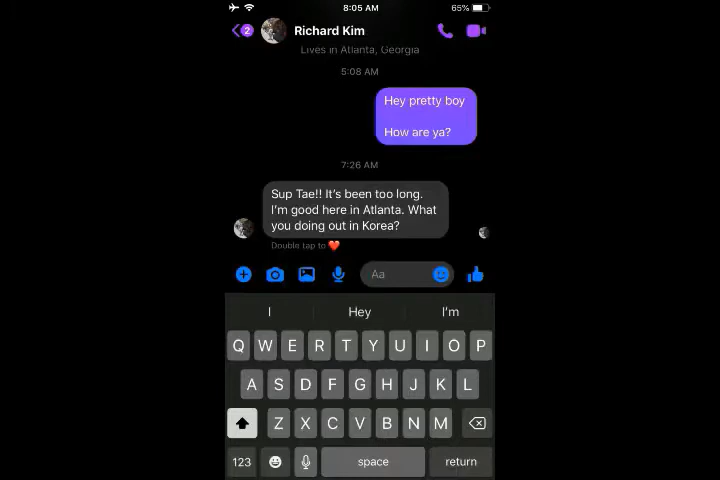 8:05 AM
65%
2
Richard Kim
Lives in Atlanta, Georgia
5:08 AM
Hey pretty boy
How are ya?
7:26 AM
Sup Tae!! It's been too long.
I'm good here in Atlanta. What
you doing out in Korea?
Double tap to ❤️
Aa
I Hey I'm
Q W E R T Y U I O P
A S D F G H J K L
Z X C V B N M
123 space return